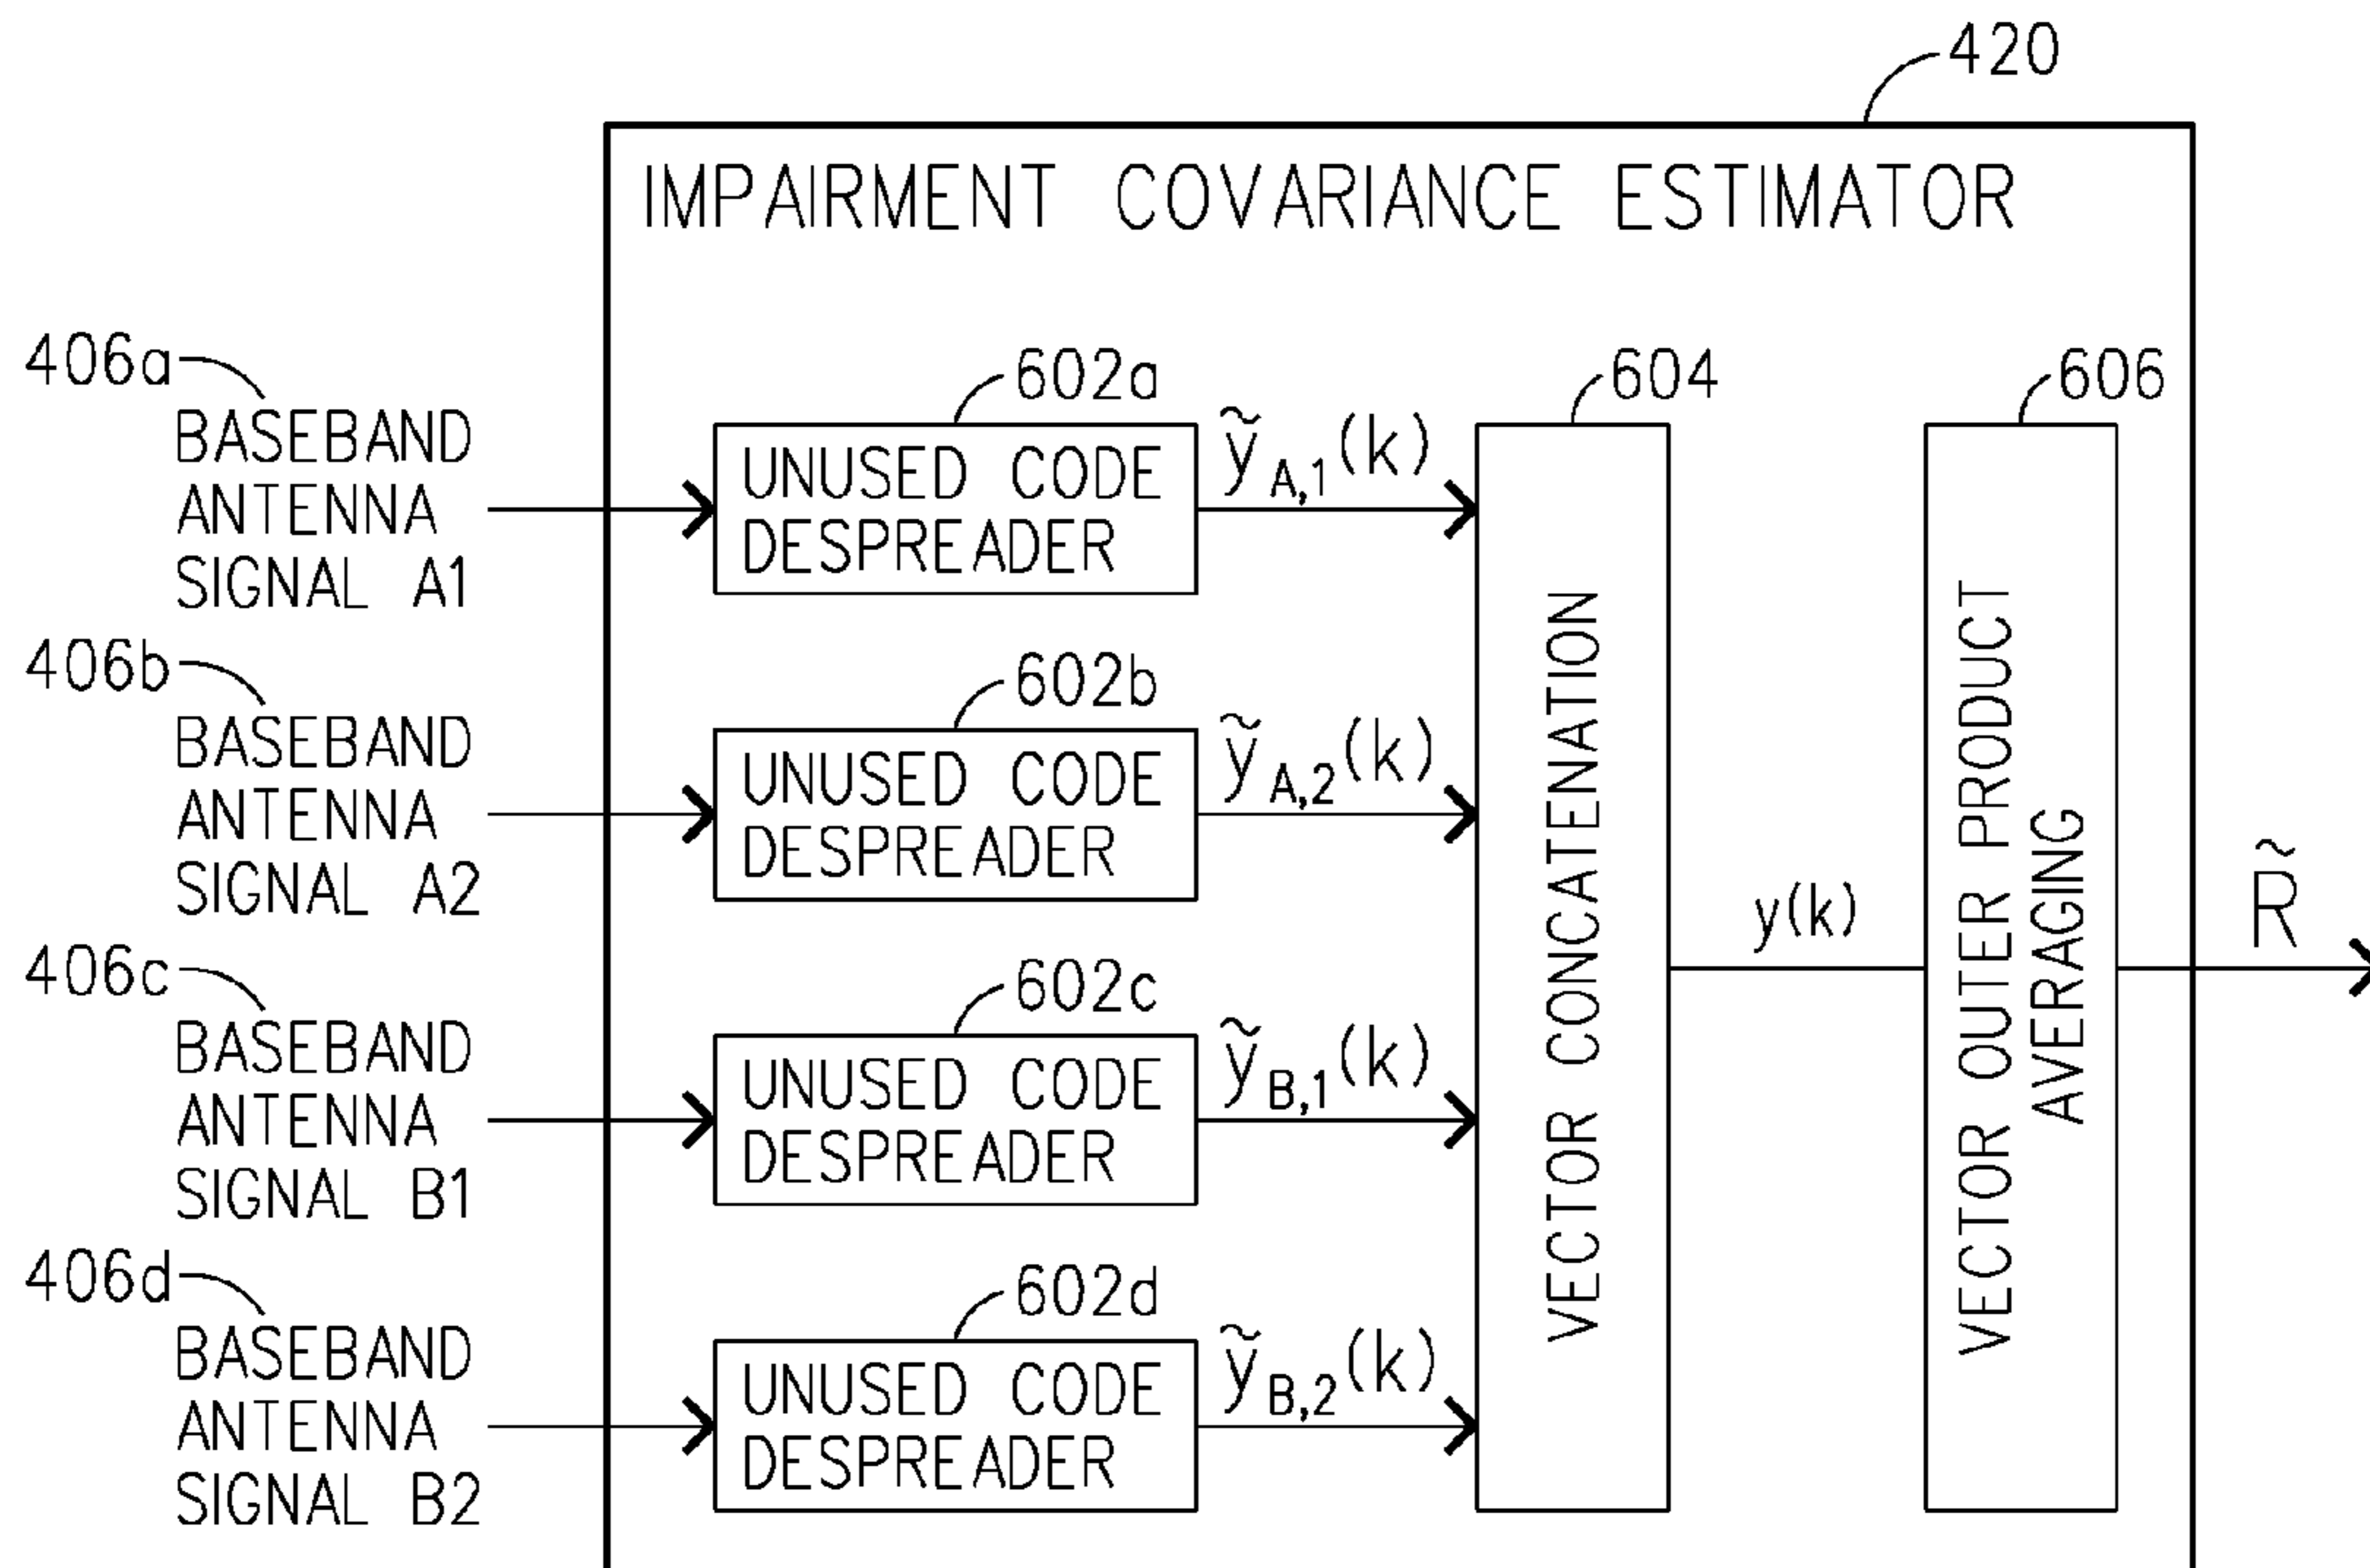 420
IMPAIRMENT COVARIANCE ESTIMATOR
406a
BASEBAND
ANTENNA
SIGNAL A1
602a
UNUSED CODE
DESPREADER
ỹA,1(k)
406b
BASEBAND
ANTENNA
SIGNAL A2
602b
UNUSED CODE
DESPREADER
ỹA,2(k)
406c
BASEBAND
ANTENNA
SIGNAL B1
602c
UNUSED CODE
DESPREADER
ỹB,1(k)
406d
BASEBAND
ANTENNA
SIGNAL B2
602d
UNUSED CODE
DESPREADER
ỹB,2(k)
604
VECTOR CONCATENATION
y(k)
606
VECTOR OUTER PRODUCT
AVERAGING
R̃